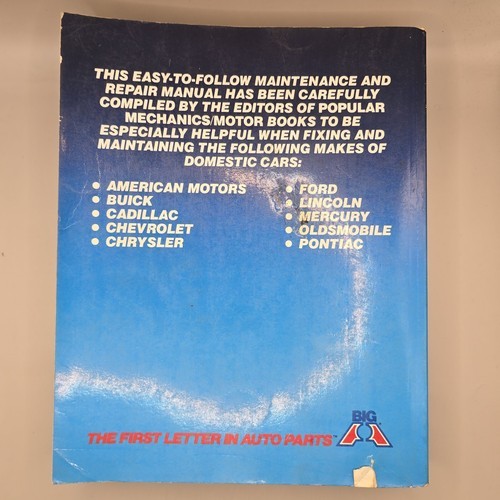 THIS EASY-TO-FOLLOW MAINTENANCE AND
REPAIR MANUAL HAS BEEN CAREFULLY
COMPILED BY THE EDITORS OF POPULAR
MECHANICS/MOTOR BOOKS TO BE
ESPECIALLY HELPFUL WHEN FIXING AND
MAINTAINING THE FOLLOWING MAKES OF
DOMESTIC CARS:
• AMERICAN MOTORS
• BUICK
• CADILLAC
• CHEVROLET
• CHRYSLER
• FORD
• LINCOLN
• MERCURY
• OLDSMOBILE
• PONTIAC
BIG A
THE FIRST LETTER IN AUTO PARTS™